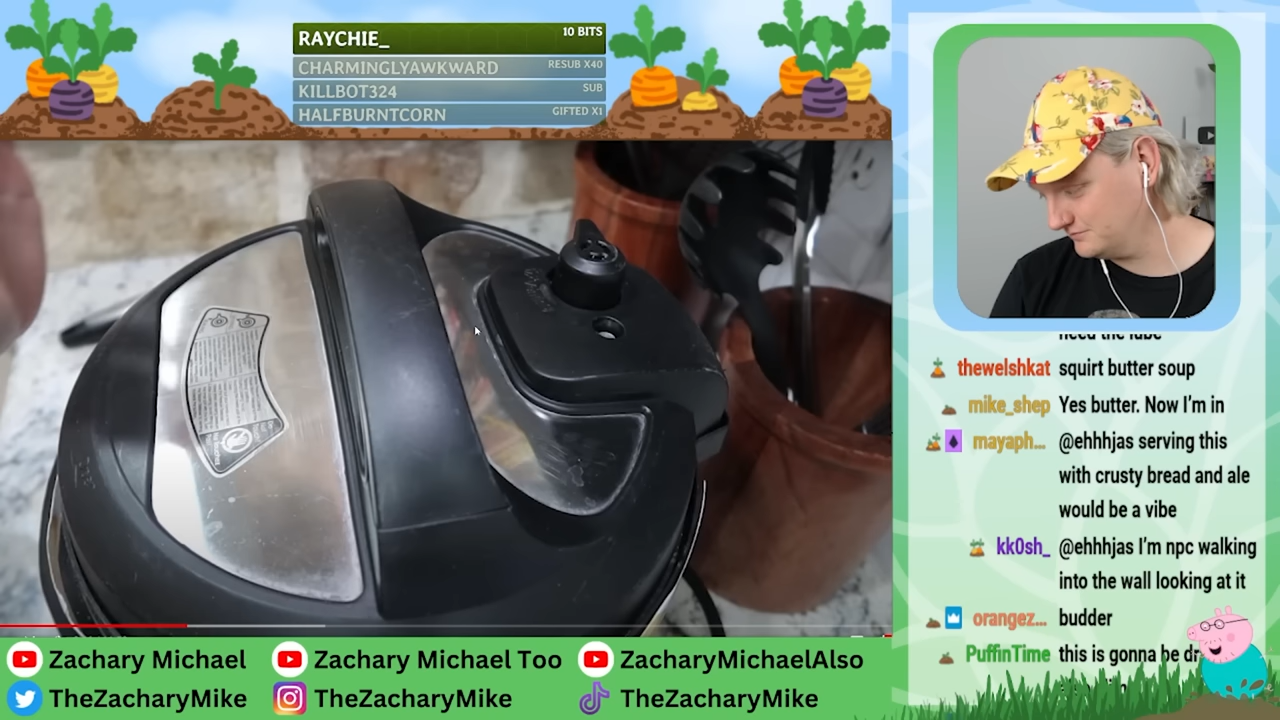 RAYCHIE_ 10 BITS
CHARMINGLYAWKWARD RESUB X40
KILLBOT324 SUB
HALFBURNTCORN GIFTED X1
need the lube
thewelshkat squirt butter soup
mike_shep Yes butter. Now I'm in
mayaph... @ehhhjas serving this
with crusty bread and ale
would be a vibe
kk0sh_ @ehhhjas I'm npc walking
into the wall looking at it
orangez... budder
PuffinTime this is gonna be
Zachary Michael Zachary Michael Too ZacharyMichaelAlso
TheZacharyMike TheZacharyMike TheZacharyMike